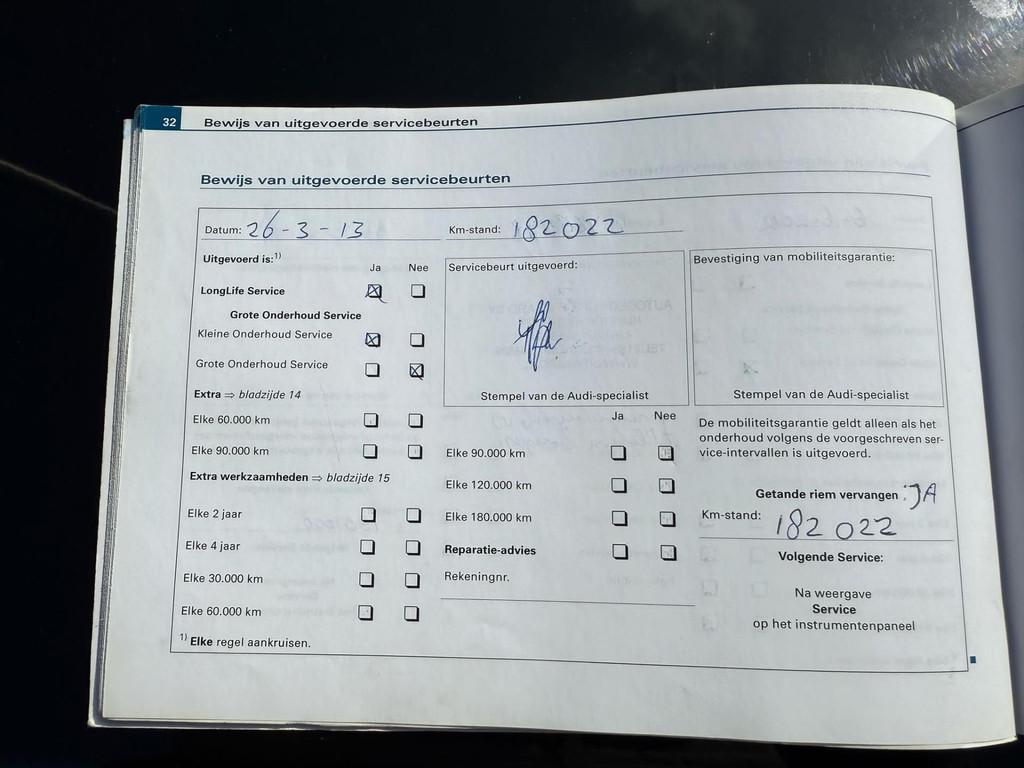 32 Bewijs van uitgevoerde servicebeurten
Bewijs van uitgevoerde servicebeurten
Datum: 26-3-13 Km-stand: 182022
Uitgevoerd is:1)
Ja Nee
LongLife Service
Grote Onderhoud Service
Kleine Onderhoud Service
Grote Onderhoud Service
Extra ⇒ bladzijde 14
Elke 60.000 km
Elke 90.000 km
Extra werkzaamheden ⇒ bladzijde 15
Elke 2 jaar
Elke 4 jaar
Elke 30.000 km
Elke 60.000 km
1) Elke regel aankruisen.
Servicebeurt uitgevoerd:
Stempel van de Audi-specialist
Ja Nee
Elke 90.000 km
Elke 120.000 km
Elke 180.000 km
Reparatie-advies
Rekeningnr.
Bevestiging van mobiliteitsgarantie:
Stempel van de Audi-specialist
De mobiliteitsgarantie geldt alleen als het
onderhoud volgens de voorgeschreven ser-
vice-intervallen is uitgevoerd.
Getande riem vervangen : JA
Km-stand: 182 022
Volgende Service:
Na weergave
Service
op het instrumentenpaneel